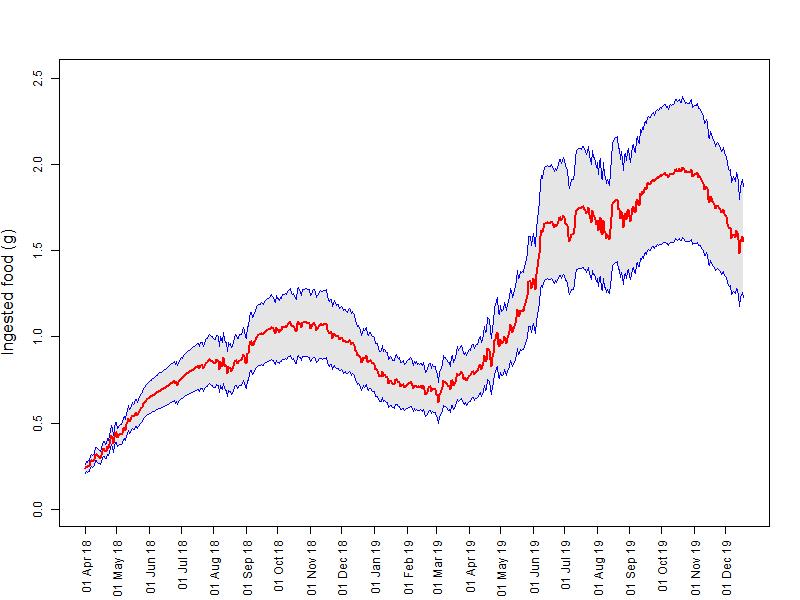 Ingested food (g)
2.5
2.0
1.5
1.0
0.5
0.0
01 Apr 18
01 May 18
01 Jun 18
01 Jul 18
01 Aug 18
01 Sep 18
01 Oct 18
01 Nov 18
01 Dec 18
01 Jan 19
01 Feb 19
01 Mar 19
01 Apr 19
01 May 19
01 Jun 19
01 Jul 19
01 Aug 19
01 Sep 19
01 Oct 19
01 Nov 19
01 Dec 19